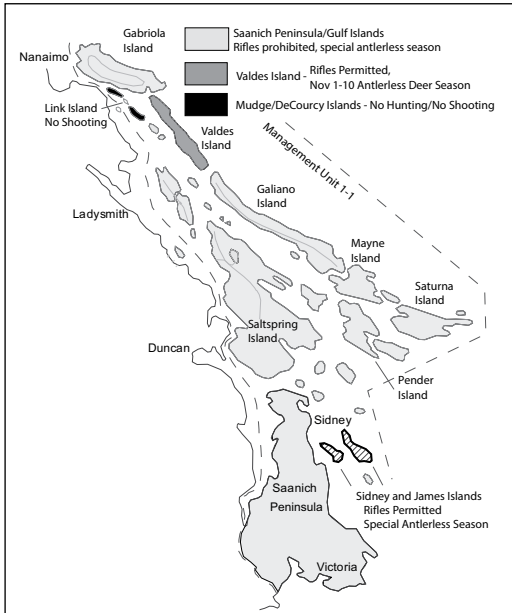 Gabriola
Island
Saanich Peninsula/Gulf Islands
Rifles prohibited, special antlerless season
Nanaimo
Valdes Island - Rifles Permitted,
Nov 1-10 Antlerless Deer Season
Link Island
No Shooting
Mudge/DeCourcy Islands - No Hunting/No Shooting
Valdes
Island
Management Unit 1-1
Galiano
Island
Ladysmith
Mayne
Island
Saturna
Island
Saltspring
Island
Duncan
Pender
Island
Sidney
Saanich
Peninsula
Sidney and James Islands
Rifles Permitted
Special Antlerless Season
Victoria